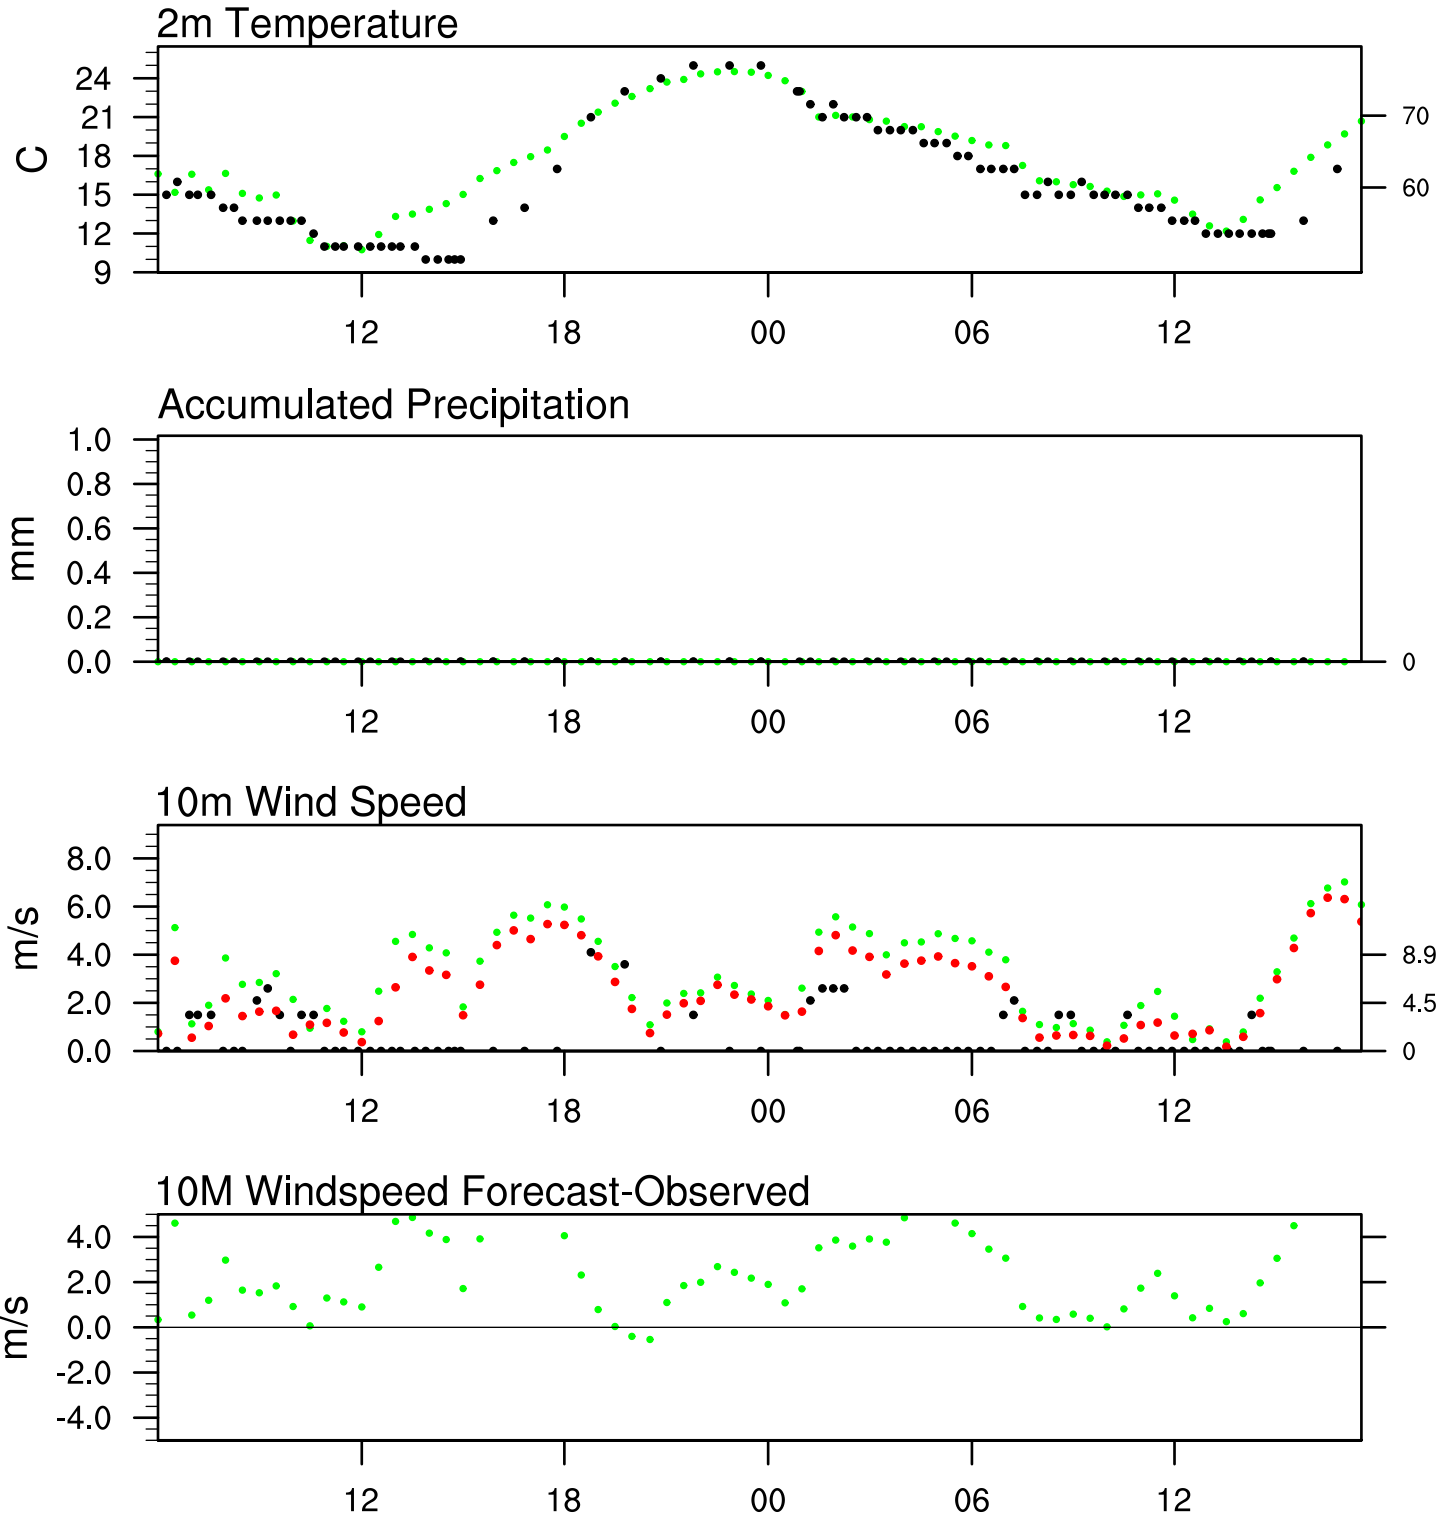 2m Temperature
24
21
18
15
12
9
C
70
60
12 18 00 06 12
Accumulated Precipitation
1.0
0.8
0.6
0.4
0.2
0.0
mm
0
12 18 00 06 12
10m Wind Speed
8.0
6.0
4.0
2.0
0.0
m/s
8.9
4.5
0
12 18 00 06 12
10M Windspeed Forecast-Observed
4.0
2.0
0.0
-2.0
-4.0
m/s
12 18 00 06 12